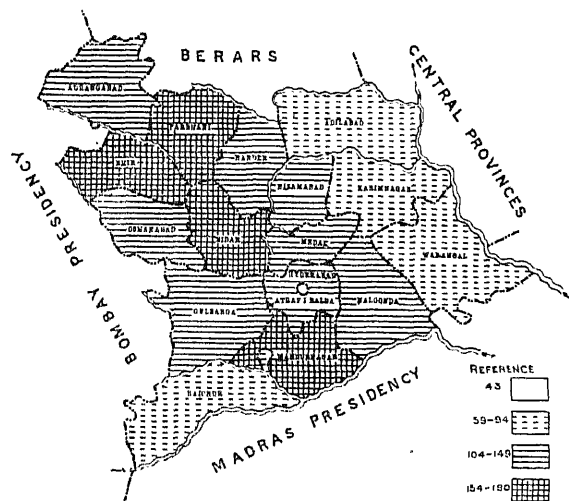 BERARS
CENTRAL PROVINCES
BOMBAY PRESIDENCY
MADRAS PRESIDENCY
AURANGABAD
PARBHANI
ADILABAD
NANDER
BHIR
NIZAMABAD
KARIMNAGAR
OSMANABAD
BIDAR
MEDAK
WARANGAL
HYDERABAD
ATRAF I BALDA
NALGONDA
GULBARGA
MAHBUBNAGAR
RAICHUR
REFERENCE
43
59-94
104-149
154-190